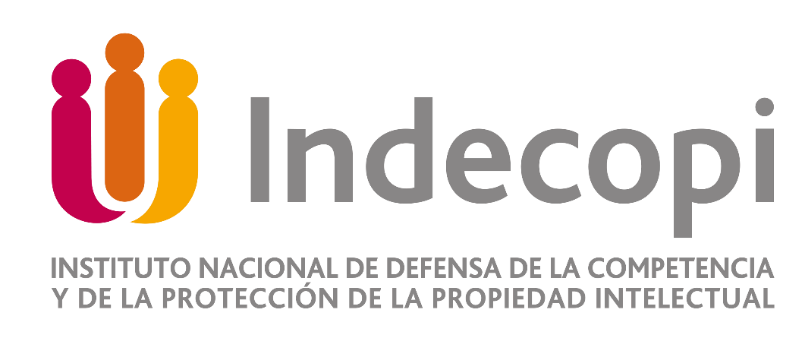 Indecopi
INSTITUTO NACIONAL DE DEFENSA DE LA COMPETENCIA
Y DE LA PROTECCIÓN DE LA PROPIEDAD INTELECTUAL